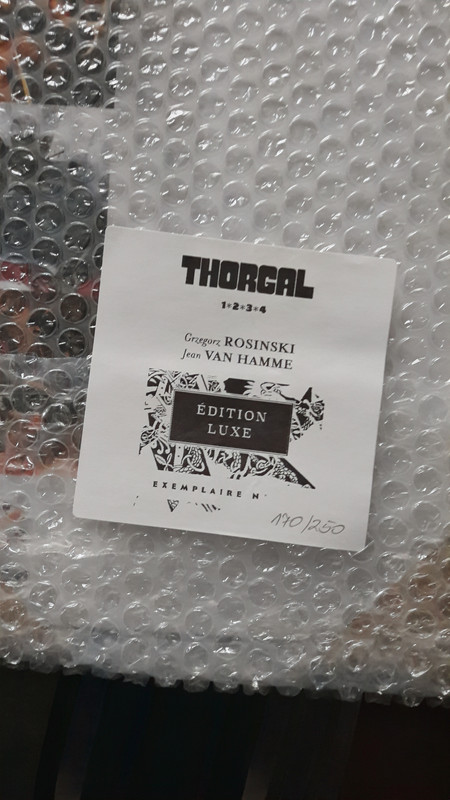 THORGAL
1•2•3•4
Grzegorz ROSINSKI
Jean VAN HAMME
ÉDITION
LUXE
EXEMPLAIRE N°
170/250